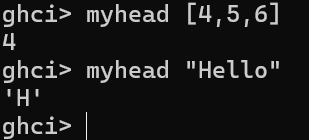 ghci> myhead [4,5,6]
4
ghci> myhead "Hello"
'H'
ghci>